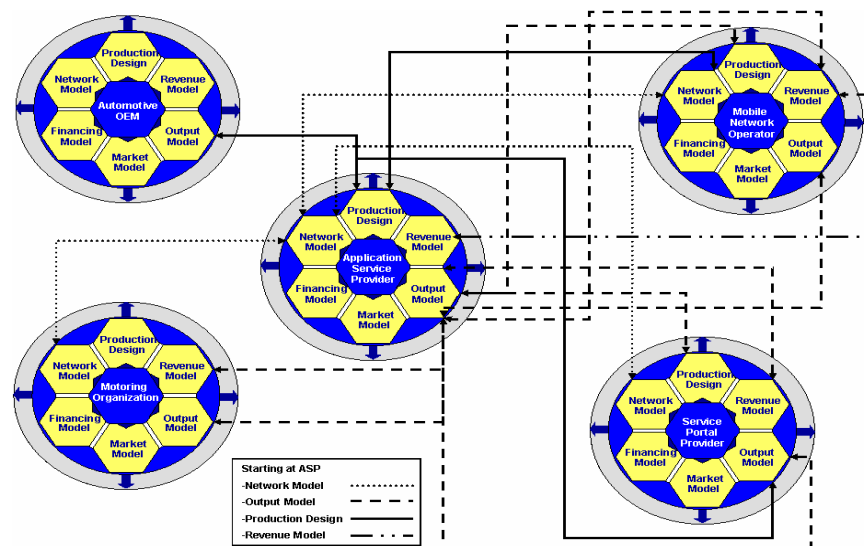 Production
Design
Network
Model
Revenue
Model
Automotive
OEM
Financing
Model
Output
Model
Market
Model
Production
Design
Network
Model
Revenue
Model
Mobile
Network
Operator
Financing
Model
Output
Model
Market
Model
Production
Design
Network
Model
Revenue
Model
Application
Service
Provider
Financing
Model
Output
Model
Market
Model
Production
Design
Network
Model
Revenue
Model
Motoring
Organization
Financing
Model
Output
Model
Market
Model
Production
Design
Network
Model
Revenue
Model
Service
Portal
Provider
Financing
Model
Output
Model
Market
Model
Starting at ASP
-Network Model
-Output Model
-Production Design
-Revenue Model